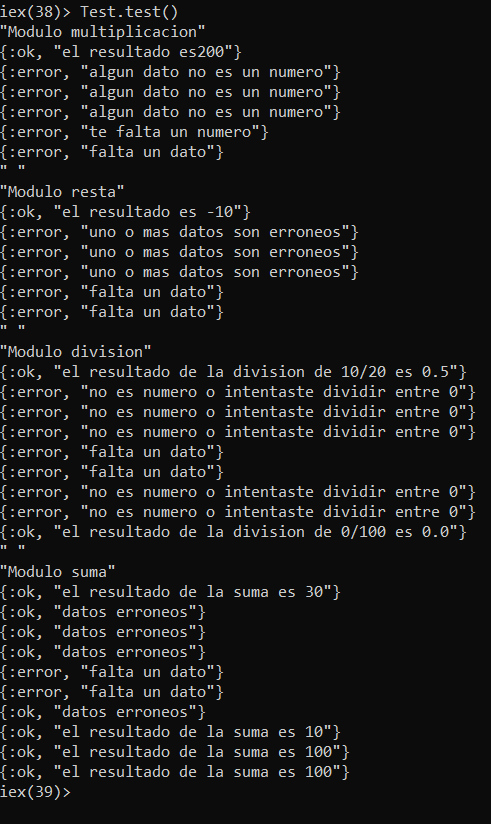 iex(38)> Test.test()
"Modulo multiplicacion"
{:ok, "el resultado es200"}
{:error, "algun dato no es un numero"}
{:error, "algun dato no es un numero"}
{:error, "algun dato no es un numero"}
{:error, "te falta un numero"}
{:error, "falta un dato"}
" "
"Modulo resta"
{:ok, "el resultado es -10"}
{:error, "uno o mas datos son erroneos"}
{:error, "uno o mas datos son erroneos"}
{:error, "uno o mas datos son erroneos"}
{:error, "falta un dato"}
{:error, "falta un dato"}
" "
"Modulo division"
{:ok, "el resultado de la division de 10/20 es 0.5"}
{:error, "no es numero o intentaste dividir entre 0"}
{:error, "no es numero o intentaste dividir entre 0"}
{:error, "no es numero o intentaste dividir entre 0"}
{:error, "falta un dato"}
{:error, "falta un dato"}
{:error, "no es numero o intentaste dividir entre 0"}
{:error, "no es numero o intentaste dividir entre 0"}
{:ok, "el resultado de la division de 0/100 es 0.0"}
" "
"Modulo suma"
{:ok, "el resultado de la suma es 30"}
{:ok, "datos erroneos"}
{:ok, "datos erroneos"}
{:ok, "datos erroneos"}
{:error, "falta un dato"}
{:error, "falta un dato"}
{:ok, "datos erroneos"}
{:ok, "el resultado de la suma es 10"}
{:ok, "el resultado de la suma es 100"}
{:ok, "el resultado de la suma es 100"}
iex(39)>